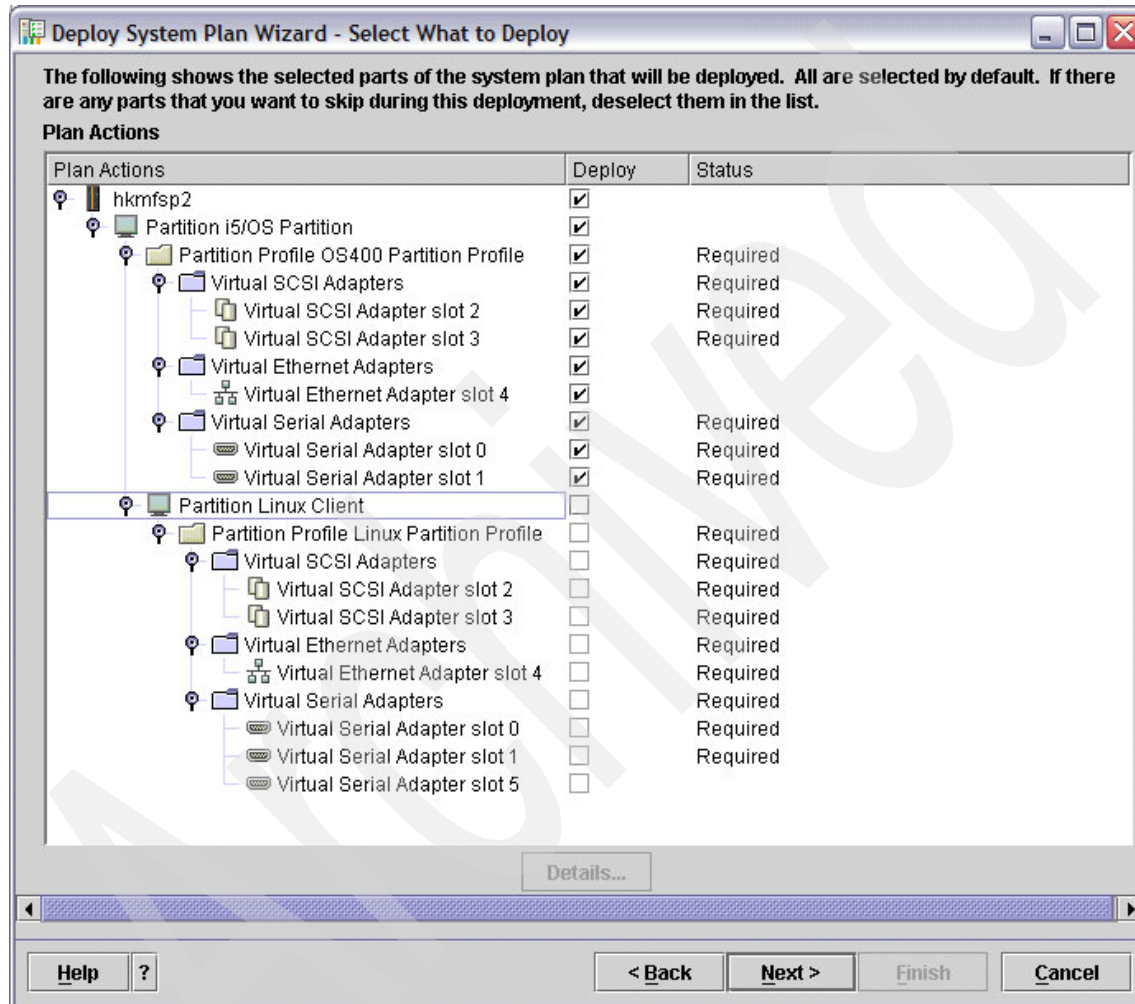 Deploy System Plan Wizard - Select What to Deploy
The following shows the selected parts of the system plan that will be deployed. All are selected by default. If there
are any parts that you want to skip during this deployment, deselect them in the list.
Plan Actions
Plan Actions Deploy Status
hkmfsp2
Partition i5/OS Partition
Partition Profile OS400 Partition Profile Required
Virtual SCSI Adapters Required
Virtual SCSI Adapter slot 2 Required
Virtual SCSI Adapter slot 3 Required
Virtual Ethernet Adapters
Virtual Ethernet Adapter slot 4
Virtual Serial Adapters Required
Virtual Serial Adapter slot 0 Required
Virtual Serial Adapter slot 1 Required
Partition Linux Client
Partition Profile Linux Partition Profile Required
Virtual SCSI Adapters Required
Virtual SCSI Adapter slot 2 Required
Virtual SCSI Adapter slot 3 Required
Virtual Ethernet Adapters Required
Virtual Ethernet Adapter slot 4 Required
Virtual Serial Adapters Required
Virtual Serial Adapter slot 0 Required
Virtual Serial Adapter slot 1 Required
Virtual Serial Adapter slot 5
Details...
Help ? < Back Next > Finish Cancel
Archived